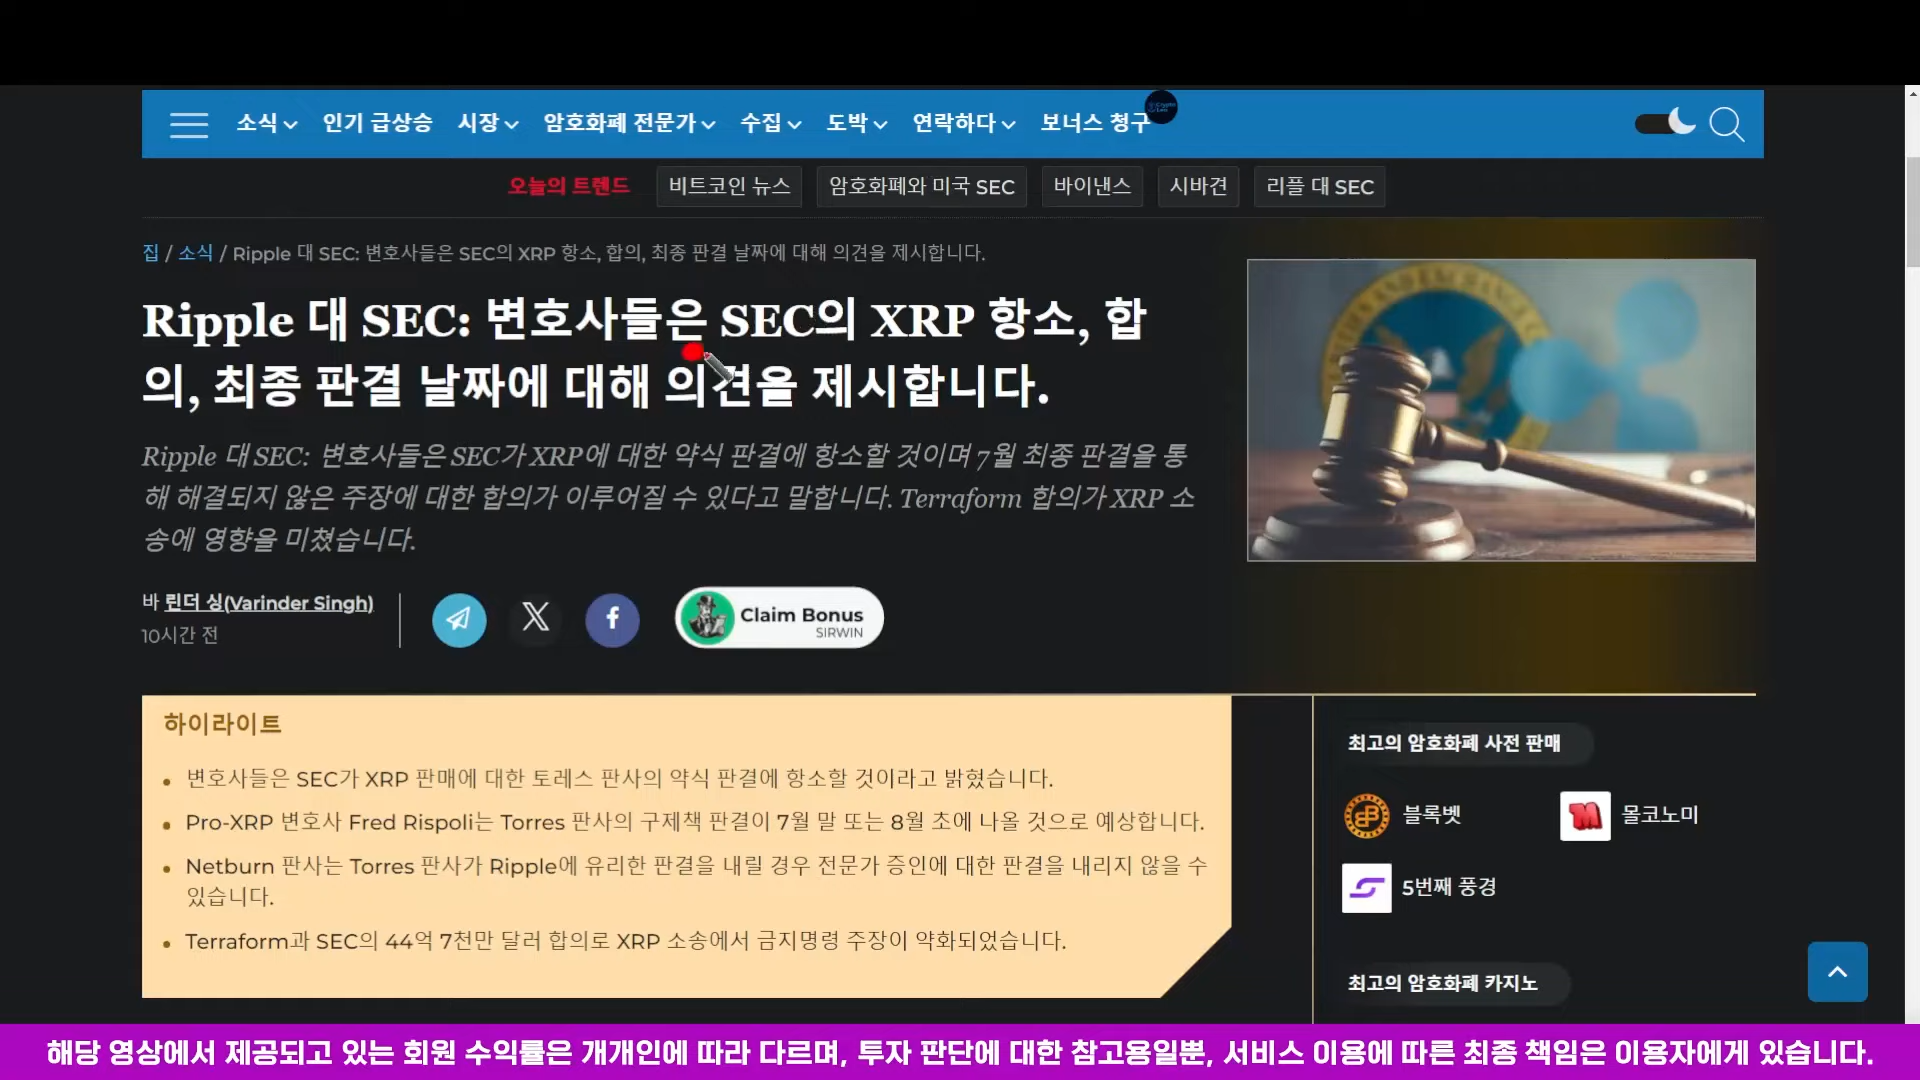 소식 인기 급상승 시장 암호화폐 전문가 수집 도박 연락하다 보너스 청구
오늘의 트렌드 비트코인 뉴스 암호화폐와 미국 SEC 바이낸스 시바견 리플 대 SEC
집 / 소식 / Ripple 대 SEC: 변호사들은 SEC의 XRP 항소, 합의, 최종 판결 날짜에 대해 의견을 제시합니다.
Ripple 대 SEC: 변호사들은 SEC의 XRP 항소, 합
의, 최종 판결 날짜에 대해 의견을 제시합니다.
Ripple 대 SEC: 변호사들은 SEC가 XRP에 대한 약식 판결에 항소할 것이며 7월 최종 판결을 통
해 해결되지 않은 주장에 대한 합의가 이루어질 수 있다고 말합니다. Terraform 합의가 XRP 소
송에 영향을 미쳤습니다.
바 린더 싱(Varinder Singh)
10시간 전
Claim Bonus
SIRWIN
하이라이트
변호사들은 SEC가 XRP 판매에 대한 토레스 판사의 약식 판결에 항소할 것이라고 밝혔습니다.
Pro-XRP 변호사 Fred Rispoli는 Torres 판사의 구제책 판결이 7월 말 또는 8월 초에 나올 것으로 예상합니다.
Netburn 판사는 Torres 판사가 Ripple에 유리한 판결을 내릴 경우 전문가 증인에 대한 판결을 내리지 않을 수
있습니다.
Terraform과 SEC의 44억 7천만 달러 합의로 XRP 소송에서 금지명령 주장이 약화되었습니다.
최고의 암호화폐 사전 판매
블록벳 몰코노미
5번째 풍경
최고의 암호화폐 카지노
해당 영상에서 제공되고 있는 회원 수익률은 개개인에 따라 다르며, 투자 판단에 대한 참고용일뿐, 서비스 이용에 따른 최종 책임은 이용자에게 있습니다.